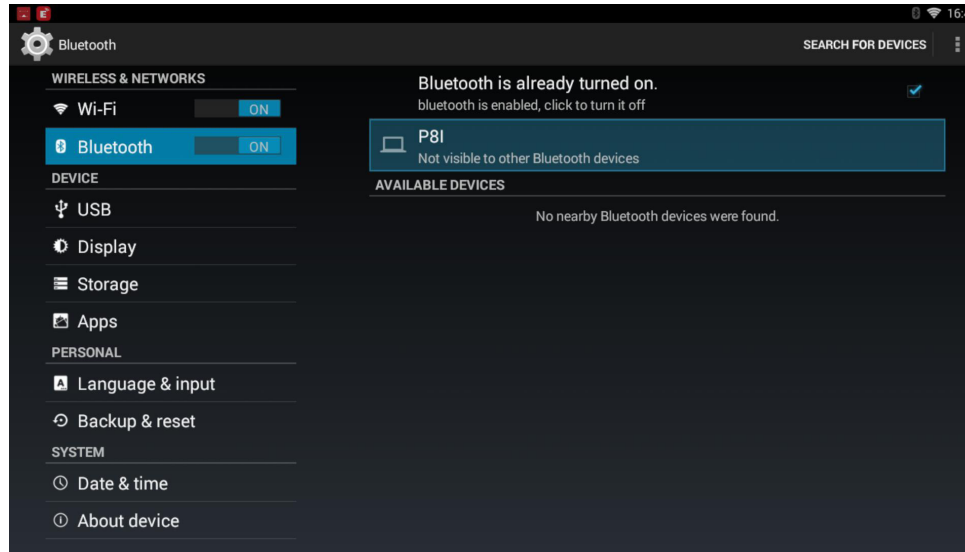 E
16:
Bluetooth
SEARCH FOR DEVICES
WIRELESS & NETWORKS
Wi-Fi
ON
Bluetooth
ON
DEVICE
USB
Display
Storage
Apps
PERSONAL
A
Language & input
Backup & reset
SYSTEM
Date & time
About device
Bluetooth is already turned on.
bluetooth is enabled, click to turn it off
P8I
Not visible to other Bluetooth devices
AVAILABLE DEVICES
No nearby Bluetooth devices were found.